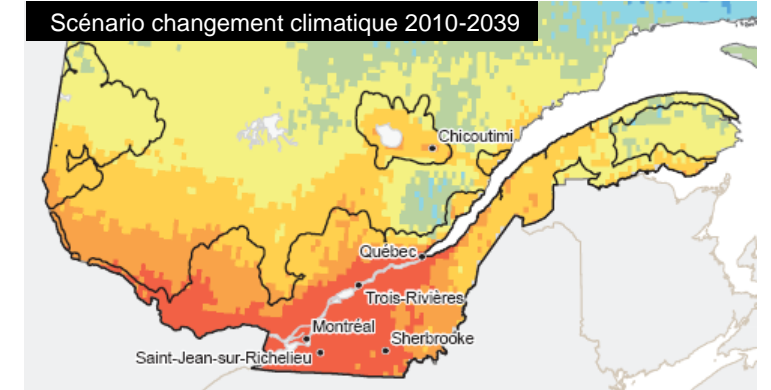 Scénario changement climatique 2010-2039
Chicoutimi
Québec
Trois-Rivières
Montréal
Sherbrooke
Saint-Jean-sur-Richelieu